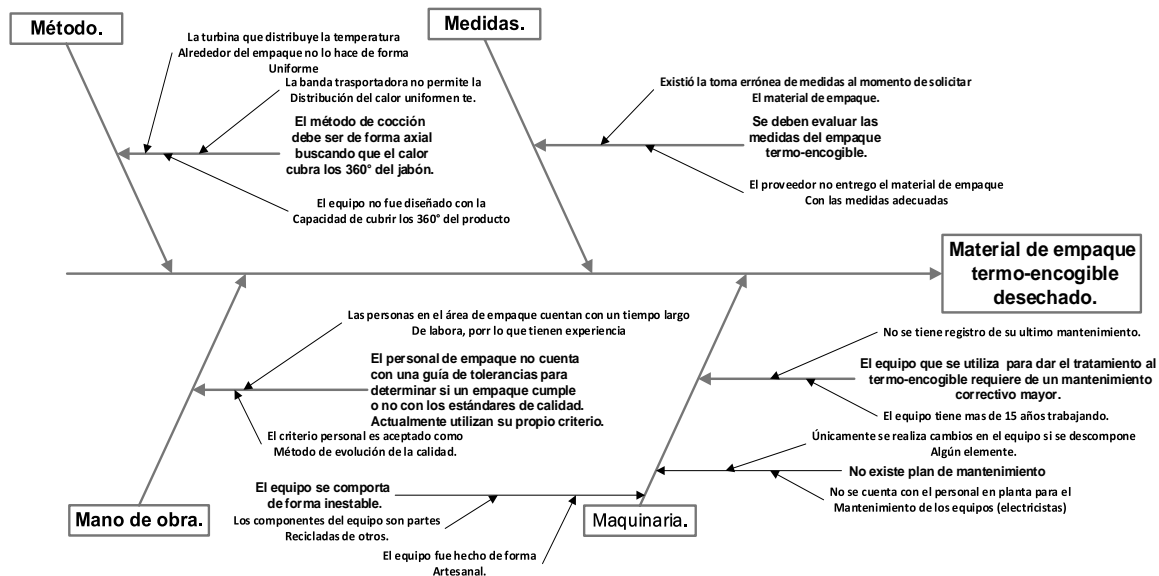 Método.
La turbina que distribuye la temperatura
Alrededor del empaque no lo hace de forma
Uniforme
La banda trasportadora no permite la
Distribución del calor uniformen te.
El método de cocción
debe ser de forma axial
buscando que el calor
cubra los 360° del jabón.
El equipo no fue diseñado con la
Capacidad de cubrir los 360° del producto
Medidas.
Existió la toma errónea de medidas al momento de solicitar
El material de empaque.
Se deben evaluar las
medidas del empaque
termo-encogible.
El proveedor no entrego el material de empaque
Con las medidas adecuadas
Material de empaque
termo-encogible
desechado.
Las personas en el área de empaque cuentan con un tiempo largo
De labora, porr lo que tienen experiencia
El personal de empaque no cuenta
con una guía de tolerancias para
determinar si un empaque cumple
o no con los estándares de calidad.
Actualmente utilizan su propio criterio.
El criterio personal es aceptado como
Método de evolución de la calidad.
Mano de obra.
No se tiene registro de su ultimo mantenimiento.
El equipo que se utiliza para dar el tratamiento al
termo-encogible requiere de un mantenimiento
correctivo mayor.
El equipo tiene mas de 15 años trabajando.
Únicamente se realiza cambios en el equipo si se descompone
Algún elemente.
No existe plan de mantenimiento
No se cuenta con el personal en planta para el
Mantenimiento de los equipos (electricistas)
El equipo se comporta
de forma inestable.
Los componentes del equipo son partes
Recicladas de otros.
El equipo fue hecho de forma
Artesanal.
Maquinaria.